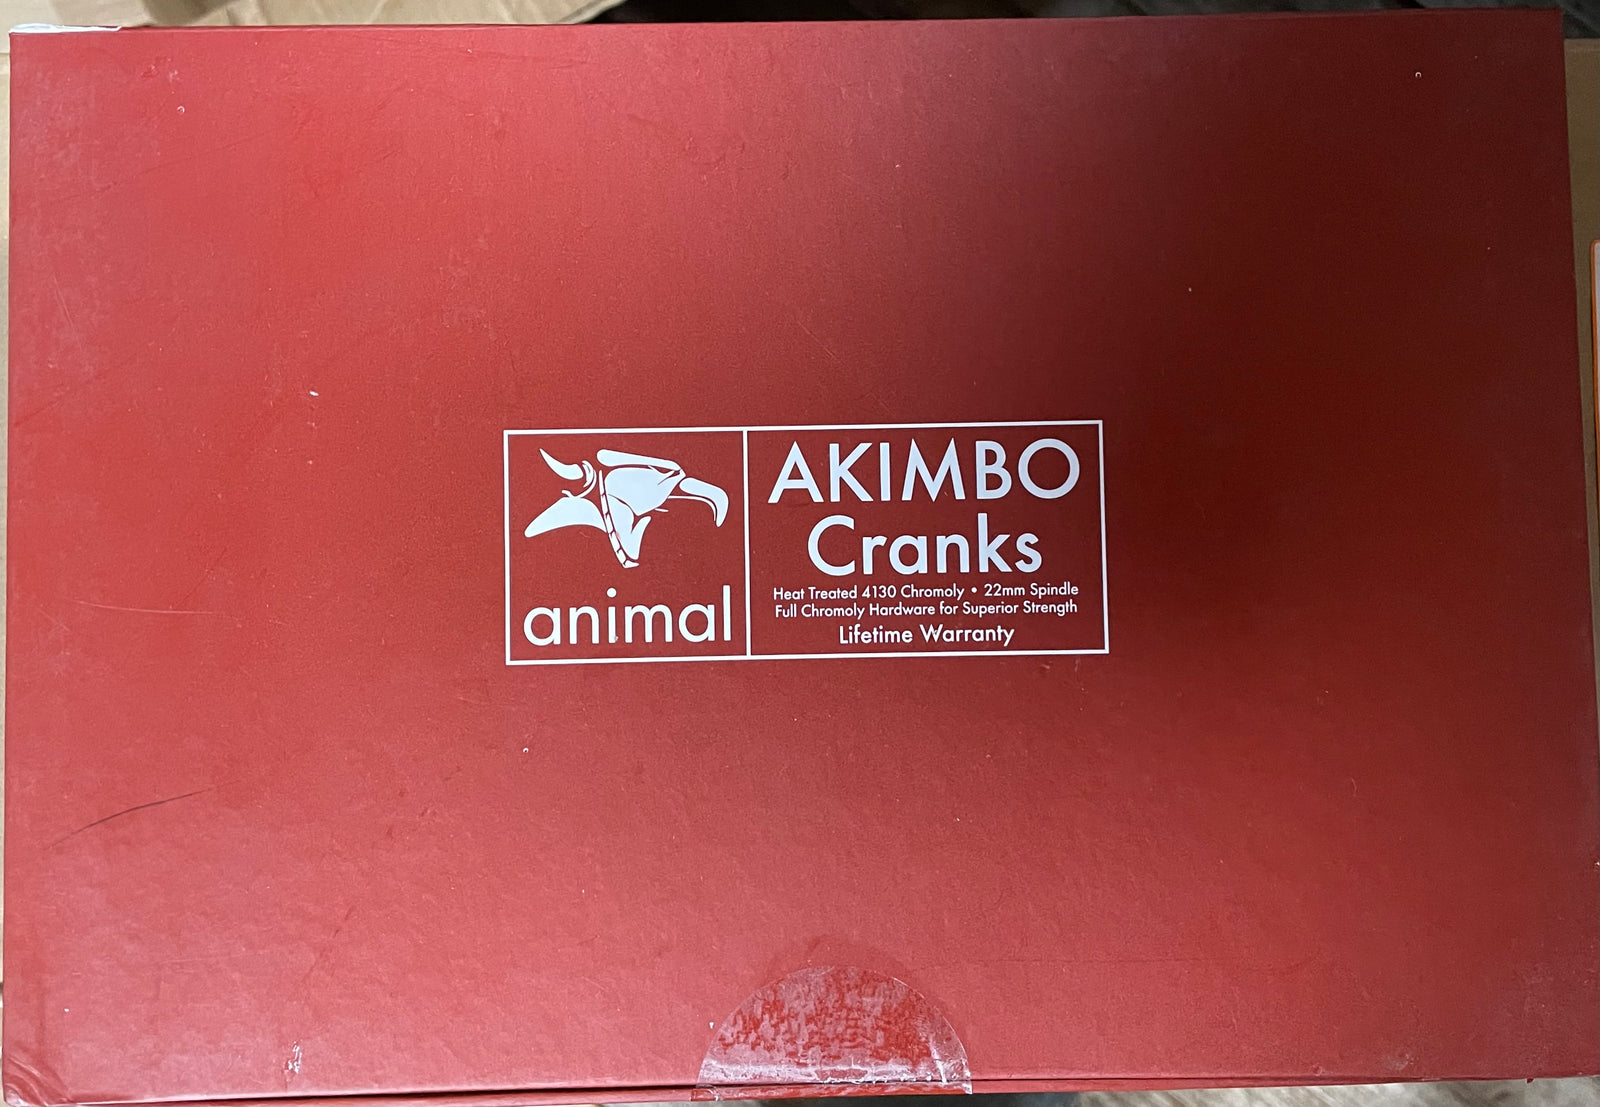 animal
AKIMBO
Cranks
Heat Treated 4130 Chromoly • 22mm Spindle
Full Chromoly Hardware for Superior Strength
Lifetime Warranty